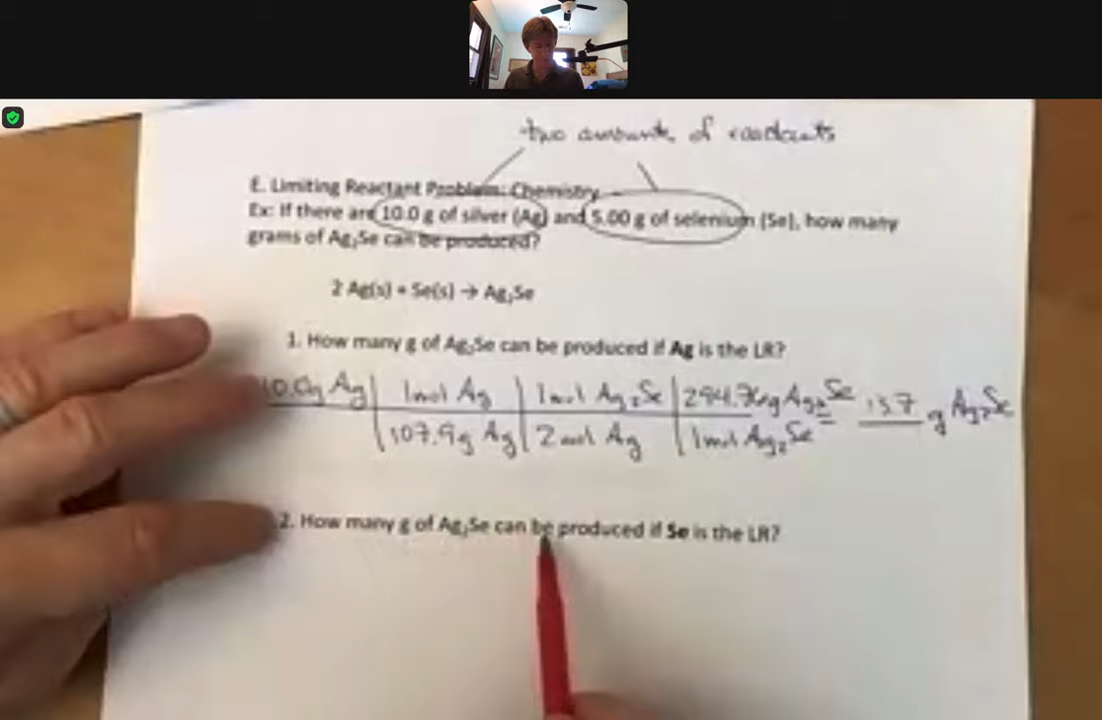 two amounts of reactants
E. Limiting Reactant Problem: Chemistry
Ex: If there are 10.0 g of silver (Ag) and 5.00 g of selenium (Se), how many
grams of Ag₂Se can be produced?
2 Ag(s) + Se(s) → Ag₂Se
1. How many g of Ag₂Se can be produced if Ag is the LR?
10.0g Ag | 1mol Ag | 1mol Ag₂Se | 294.76g Ag₂Se = 13.7 g Ag₂Se
107.9g Ag | 2mol Ag | 1mol Ag₂Se
2. How many g of Ag₂Se can be produced if Se is the LR?